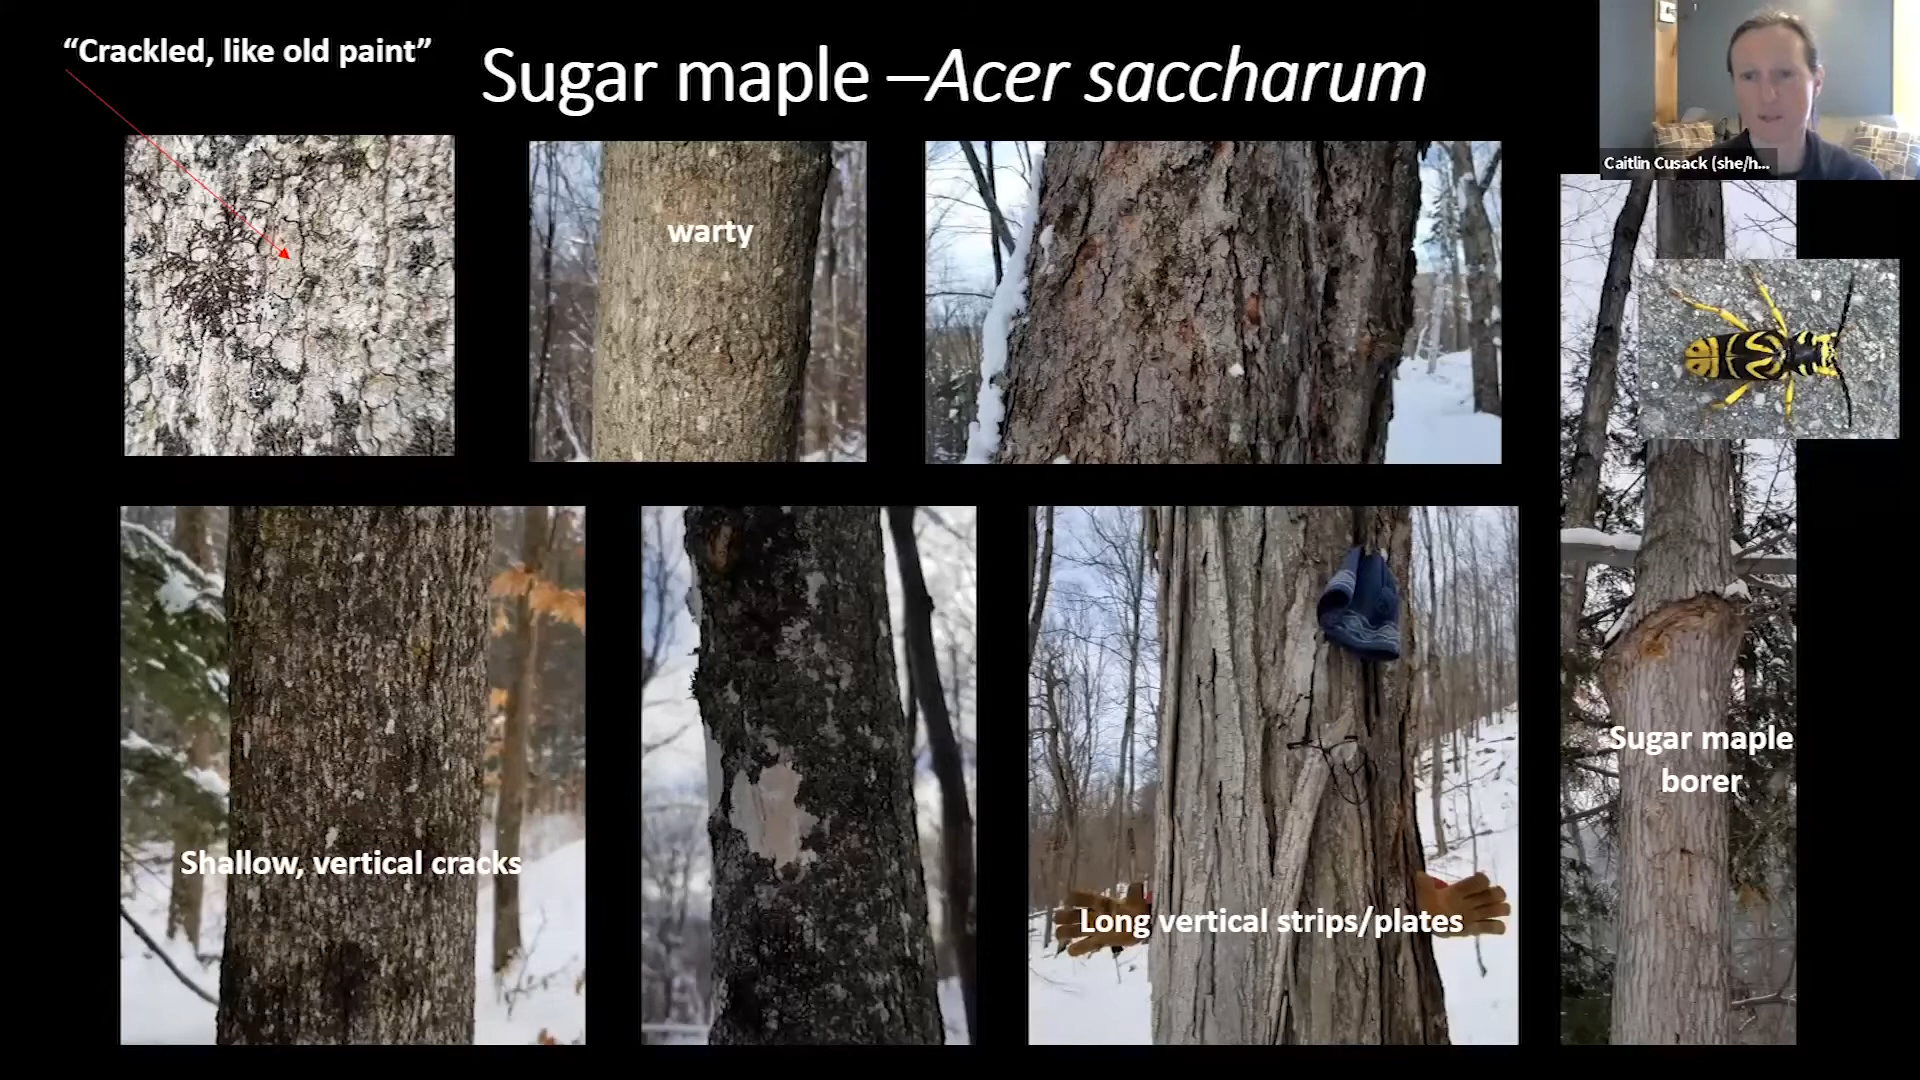 “Crackled, like old paint”
Sugar maple –Acer saccharum
Caitlin Cusack (she/h...
warty
Shallow, vertical cracks
Long vertical strips/plates
Sugar maple
borer